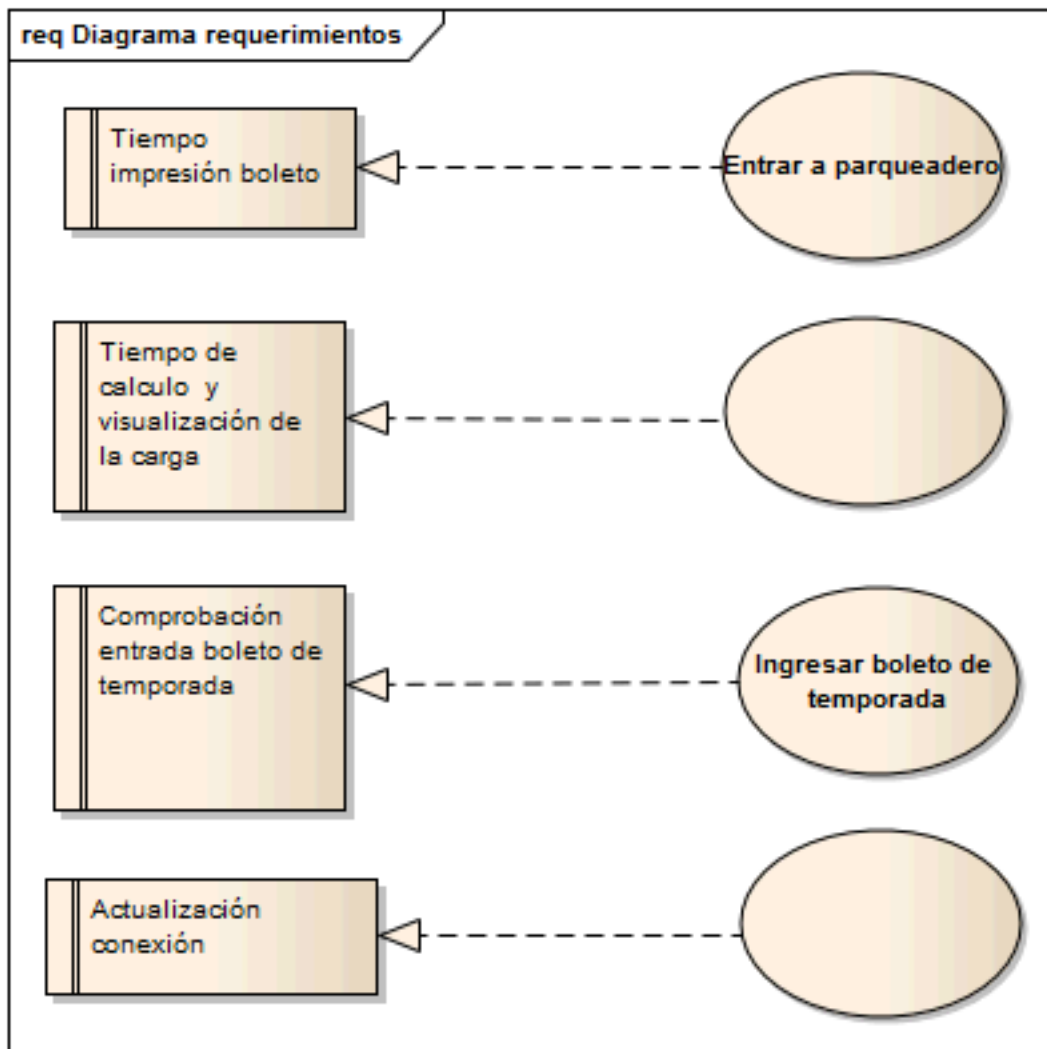 req Diagrama requerimientos
Tiempo
impresión boleto
Entrar a parqueadero
Tiempo de
calculo y
visualización de
la carga
Comprobación
entrada boleto de
temporada
Ingresar boleto de
temporada
Actualización
conexión